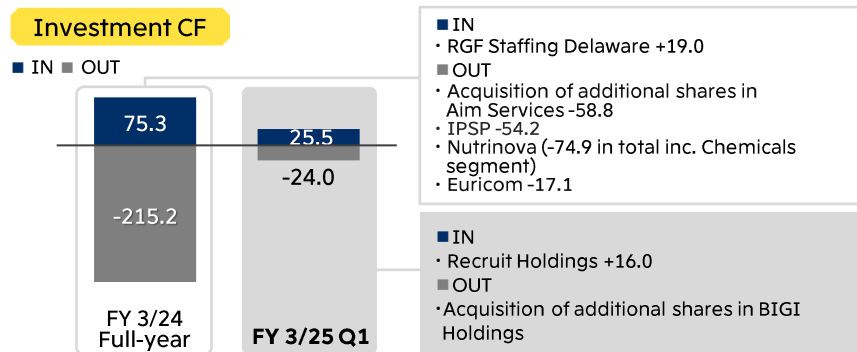 Investment CF
IN OUT
75.3
-215.2
FY 3/24
Full-year
25.5
-24.0
FY 3/25 Q1
IN
・RGF Staffing Delaware +19.0
OUT
・Acquisition of additional shares in
Aim Services -58.8
・IPSP -54.2
・Nutrinova (-74.9 in total inc. Chemicals
segment)
・Euricom -17.1
IN
・Recruit Holdings +16.0
OUT
・Acquisition of additional shares in BIGI
Holdings